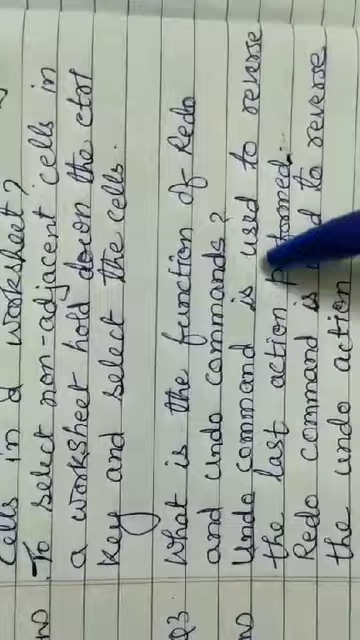 cells in a worksheet?
To select non-adjacent cells in
a worksheet hold down the ctrl
key and select the cells.
Q3 What is the function of Redo
and undo commands?
Undo command is used to reverse
the last action
Redo command is to reverse
the undo action